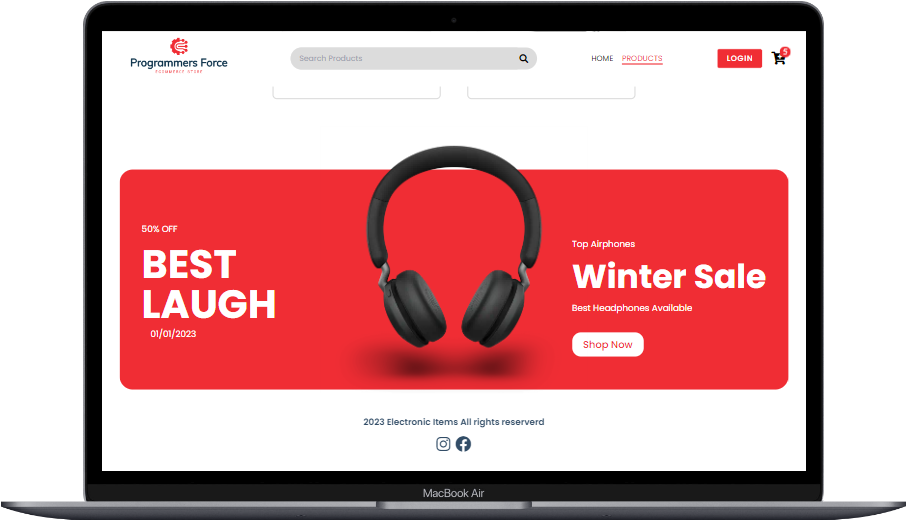 Programmers Force
ECOMMERCE STORE
Search Products
HOME
PRODUCTS
LOGIN
5
50% OFF
BEST
LAUGH
01/01/2023
Top Airphones
Winter Sale
Best Headphones Available
Shop Now
2023 Electronic Items All rights reserverd
MacBook Air